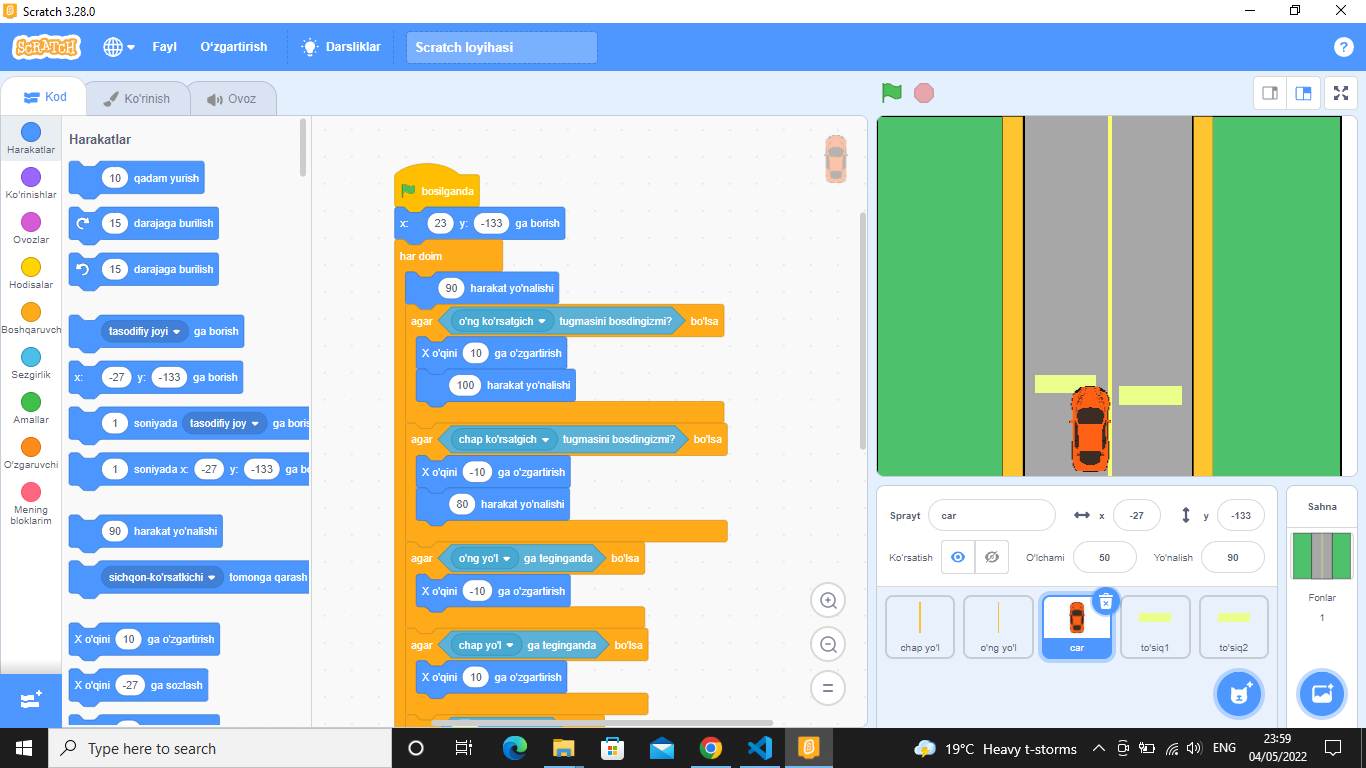 Scratch 3.28.0
SCRATCH
Fayl
O'zgartirish
Darsliklar
Scratch loyihasi
?
Kod
Ko'rinish
Ovoz
Harakatlar
Ko'rinishlar
Ovozlar
Hodisalar
Boshqaruvch
Sezgirlik
Amallar
O'zgaruvchi
Mening
bloklarim
Harakatlar
10 qadam yurish
15 darajaga burilish
15 darajaga burilish
tasodifiy joyi ga borish
x: -27 y: -133 ga borish
1 soniyada tasodifiy joy ga boris
1 soniyada x: -27 y: -133 ga bo
90 harakat yo'nalishi
sichqon-ko'rsatkichi tomonga qarash
X o'qini 10 ga o'zgartirish
X o'qini -27 ga sozlash
bosilganda
x: 23 y: -133 ga borish
har doim
90 harakat yo'nalishi
agar o'ng ko'rsatgich tugmasini bosdingizmi? bo'lsa
X o'qini 10 ga o'zgartirish
100 harakat yo'nalishi
agar chap ko'rsatgich tugmasini bosdingizmi? bo'lsa
X o'qini -10 ga o'zgartirish
80 harakat yo'nalishi
agar o'ng yo'l ga teginganda bo'lsa
X o'qini -10 ga o'zgartirish
agar chap yo'l ga teginganda bo'lsa
X o'qini 10 ga o'zgartirish
Sprayt car x -27 y -133
Ko'rsatish O'lchami 50 Yo'nalish 90
chap yo'l
o'ng yo'l
car
to'siq1
to'siq2
Sahna
Fonlar
1
Type here to search
19°C Heavy t-storms
ENG
23:59
04/05/2022